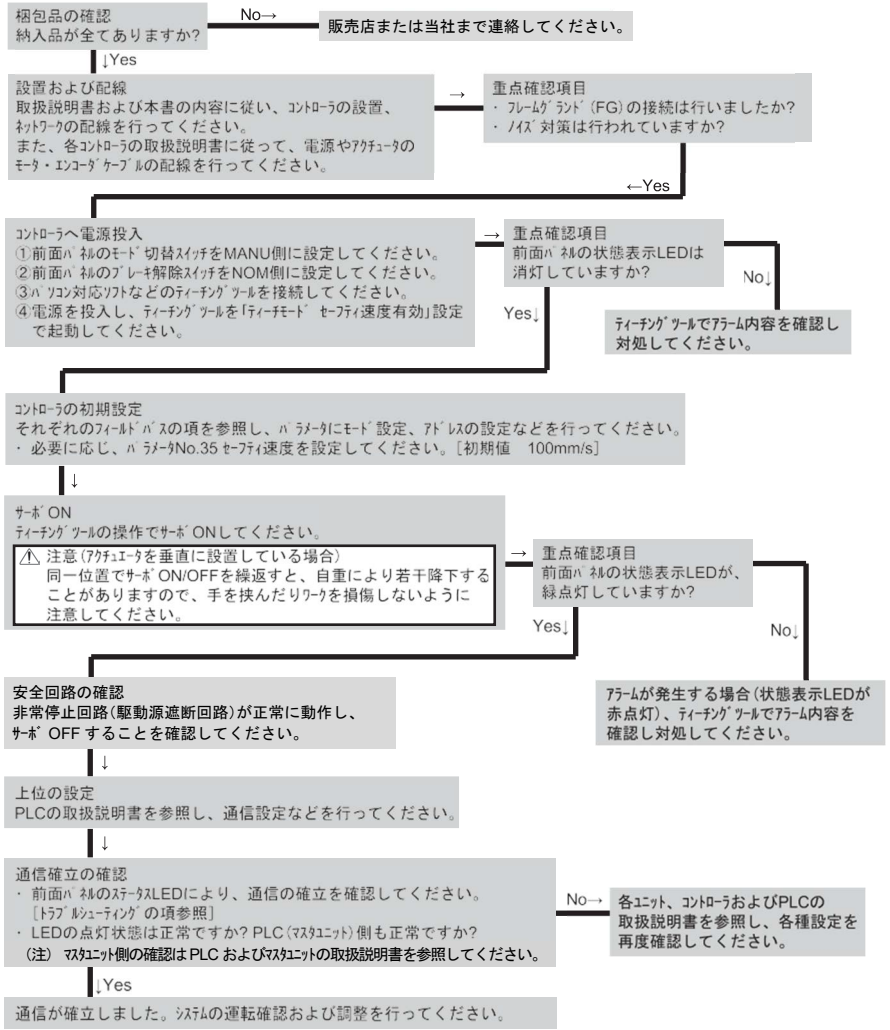 梱包品の確認
納入品が全てありますか?
No→
販売店または当社まで連絡してください。
↓Yes
設置および配線
取扱説明書および本書の内容に従い、ｺﾝﾄﾛｰﾗの設置、
ﾈｯﾄﾜｰｸの配線を行ってください。
また、各ｺﾝﾄﾛｰﾗの取扱説明書に従って、電源やｱｸﾁｭｴｰﾀの
ﾓｰﾀ・ｴﾝｺｰﾀﾞｹｰﾌﾞﾙの配線を行ってください。
→
重点確認項目
・ ﾌﾚｰﾑｸﾞﾗﾝﾄﾞ(FG)の接続は行いましたか?
・ ﾉｲｽﾞ対策は行われていますか?
←Yes
ｺﾝﾄﾛｰﾗへ電源投入
①前面ﾊﾟﾈﾙのﾓｰﾄﾞ切替ｽｲｯﾁをMANU側に設定してください。
②前面ﾊﾟﾈﾙのﾌﾞﾚｰｷ解除ｽｲｯﾁをNOM側に設定してください。
③ﾊﾟｿｺﾝ対応ｿﾌﾄなどのﾃｨｰﾁﾝｸﾞﾂｰﾙを接続してください。
④電源を投入し、ﾃｨｰﾁﾝｸﾞﾂｰﾙを「ﾃｨｰﾁﾓｰﾄﾞ ｾｰﾌﾃｨ速度有効」設定
で起動してください。
→
重点確認項目
前面ﾊﾟﾈﾙの状態表示LEDは
消灯していますか?
No↓
Yes↓
ﾃｨｰﾁﾝｸﾞﾂｰﾙでｱﾗｰﾑ内容を確認し
対処してください。
ｺﾝﾄﾛｰﾗの初期設定
それぞれのﾌｨｰﾙﾄﾞﾊﾞｽの項を参照し、ﾊﾟﾗﾒｰﾀにﾓｰﾄﾞ設定、ｱﾄﾞﾚｽの設定などを行ってください。
・ 必要に応じ、ﾊﾟﾗﾒｰﾀNo.35 ｾｰﾌﾃｨ速度を設定してください。[初期値　100mm/s]
↓
ｻｰﾎﾞON
ﾃｨｰﾁﾝｸﾞﾂｰﾙの操作でｻｰﾎﾞONしてください。
⚠ 注意(ｱｸﾁｭｴｰﾀを垂直に設置している場合)
同一位置でｻｰﾎﾞON/OFFを繰返すと、自重により若干降下する
ことがありますので、手を挟んだりﾜｰｸを損傷しないように
注意してください。
→
重点確認項目
前面ﾊﾟﾈﾙの状態表示LEDが、
緑点灯していますか?
Yes↓
No↓
ｱﾗｰﾑが発生する場合(状態表示LEDが
赤点灯)、ﾃｨｰﾁﾝｸﾞﾂｰﾙでｱﾗｰﾑ内容を
確認し対処してください。
安全回路の確認
非常停止回路(駆動源遮断回路)が正常に動作し、
ｻｰﾎﾞ OFF することを確認してください。
↓
上位の設定
PLCの取扱説明書を参照し、通信設定などを行ってください。
↓
通信確立の確認
・ 前面ﾊﾟﾈﾙのｽﾃｰﾀｽLEDにより、通信の確立を確認してください。
[ﾄﾗﾌﾞﾙｼｭｰﾃｨﾝｸﾞの項参照]
・ LEDの点灯状態は正常ですか? PLC(ﾏｽﾀﾕﾆｯﾄ)側も正常ですか?
(注) ﾏｽﾀﾕﾆｯﾄ側の確認は PLC およびﾏｽﾀﾕﾆｯﾄの取扱説明書を参照してください。
No→
各ﾕﾆｯﾄ、ｺﾝﾄﾛｰﾗおよびPLCの
取扱説明書を参照し、各種設定を
再度確認してください。
↓Yes
通信が確立しました。ｼｽﾃﾑの運転確認および調整を行ってください。